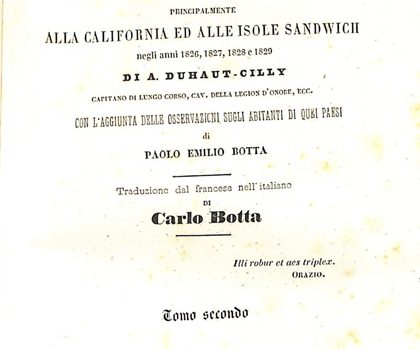 PRINCIPALMENTE
ALLA CALIFORNIA ED ALLE ISOLE SANDWICH
negli anni 1826, 1827, 1828 e 1829
DI A. DUHAUT-CILLY
CAPITANO DI LUNGO CORSO, CAV. DELLA LEGION D'ONORE, ECC.
CON L'AGGIUNTA DELLE OSSERVAZIONI SUGLI ABITANTI DI QUEI PAESI
di
PAOLO EMILIO BOTTA
Traduzione dal francese nell'italiano
DI
Carlo Botta
Illi robur et aes triplex.
ORAZIO.
Tomo secondo